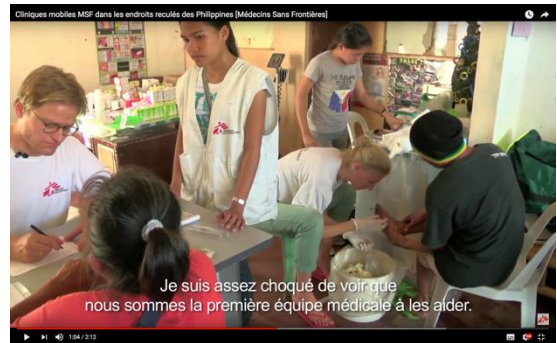 Cliniques mobiles MSF dans les endroits reculés des Philippines [Médecins Sans Frontières]
Je suis assez choqué de voir que
nous sommes la première équipe médicale à les aider.
1:04 / 2:12